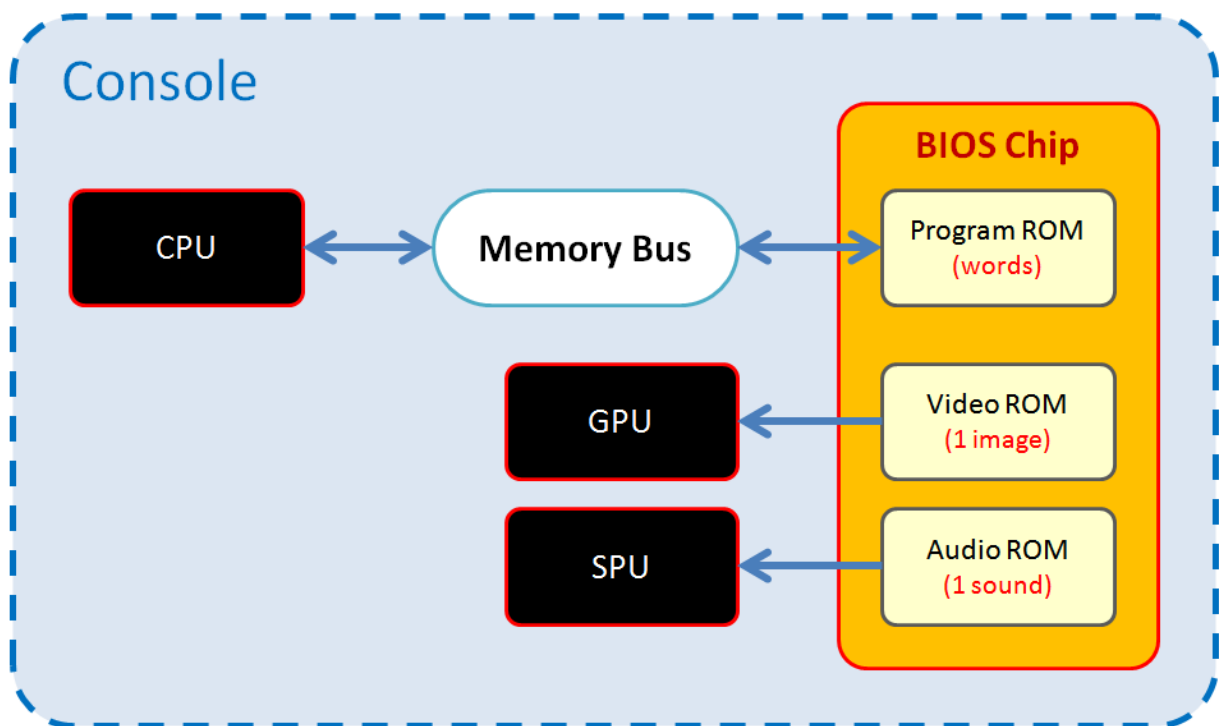 Console
BIOS Chip
CPU
Memory Bus
Program ROM
(words)
GPU
Video ROM
(1 image)
SPU
Audio ROM
(1 sound)